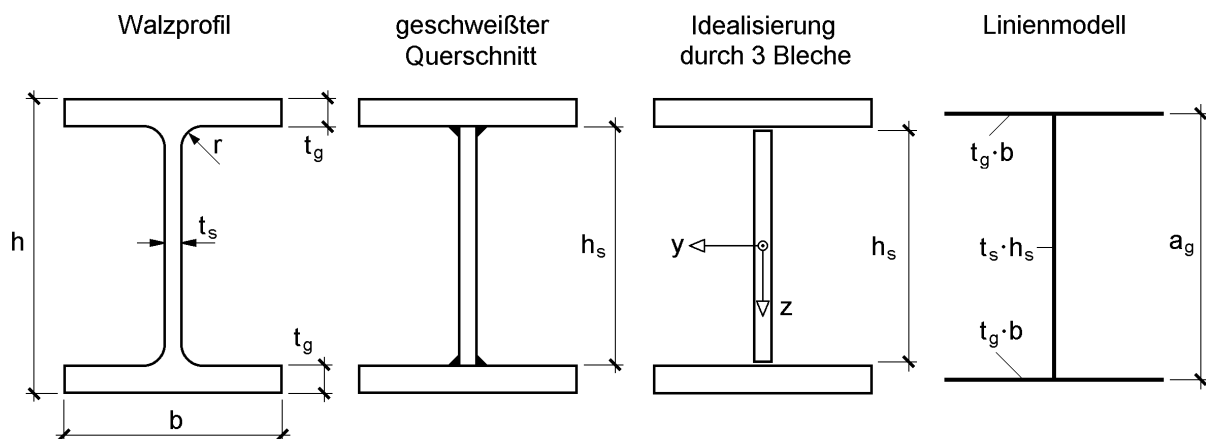 Walzprofil
geschweißter
Querschnitt
Idealisierung
durch 3 Bleche
Linienmodell
h
t_g
r
t_s
t_g
b
h_s
y
z
h_s
t_g·b
t_s·h_s
t_g·b
a_g